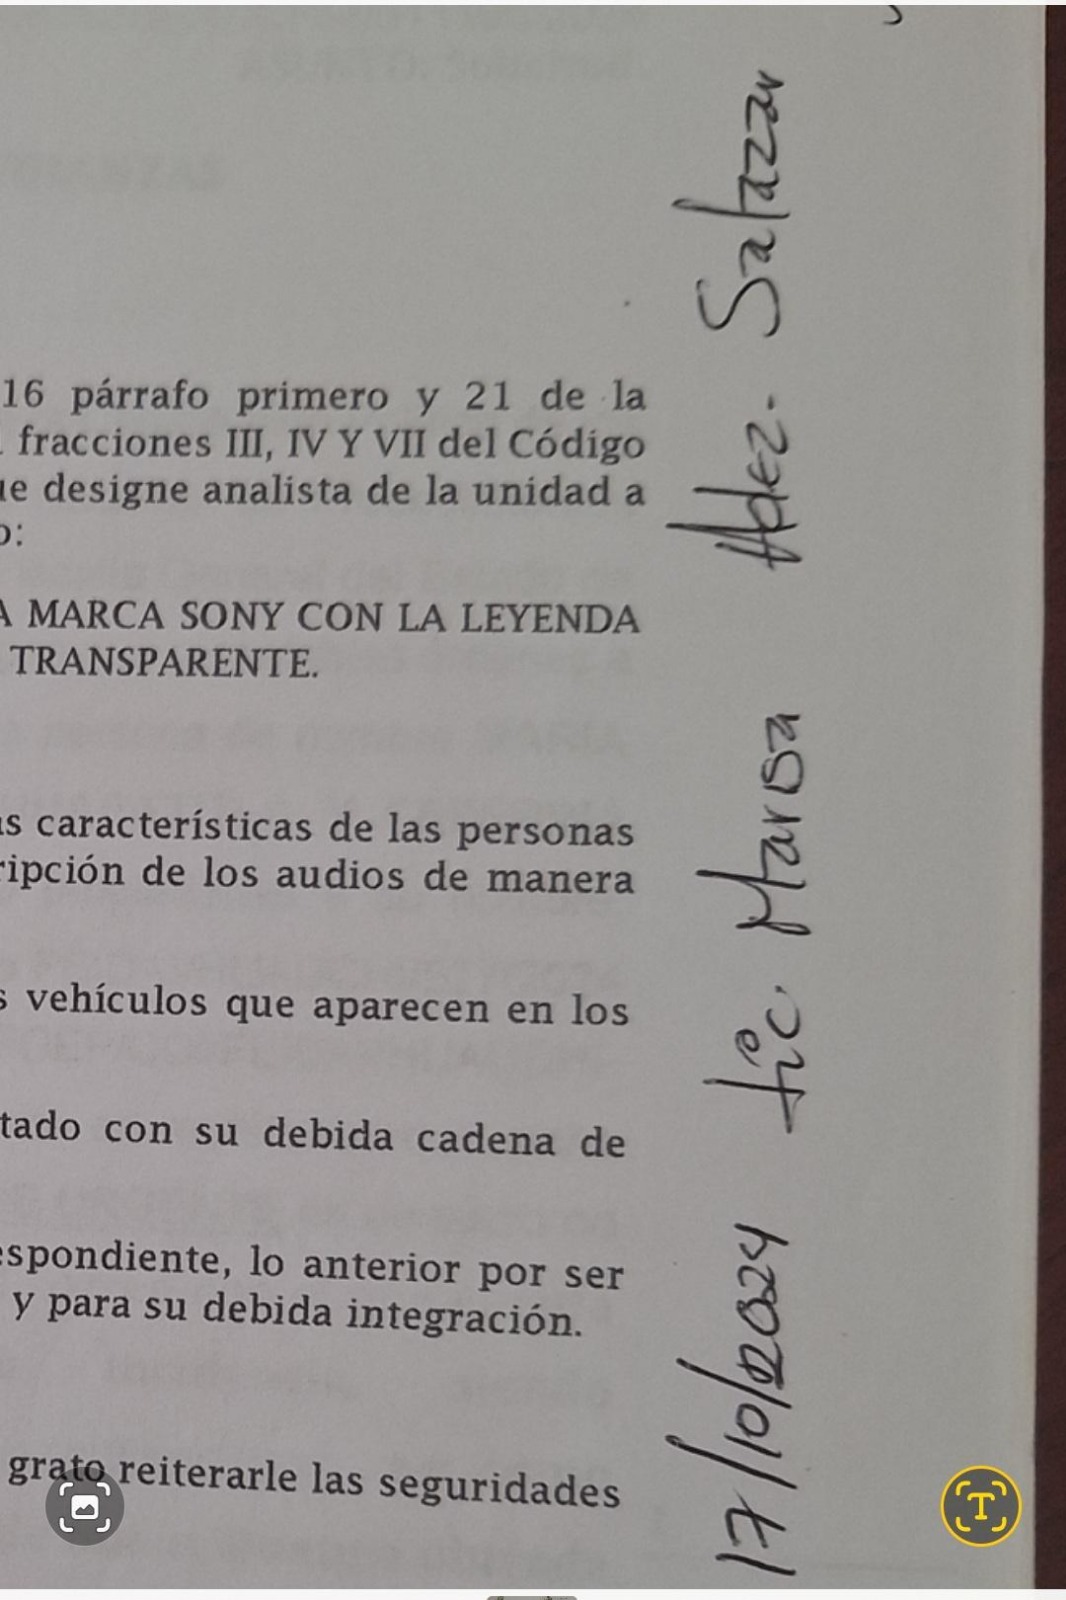 16 párrafo primero y 21 de la
fracciones III, IV Y VII del Código
ue designe analista de la unidad a
o:
A MARCA SONY CON LA LEYENDA
TRANSPARENTE.
as características de las personas
ripción de los audios de manera
s vehículos que aparecen en los
tado con su debida cadena de
espondiente, lo anterior por ser
y para su debida integración.
grato reiterarle las seguridades
17/10/2024 Lic. Marisa Hdez. Salazar